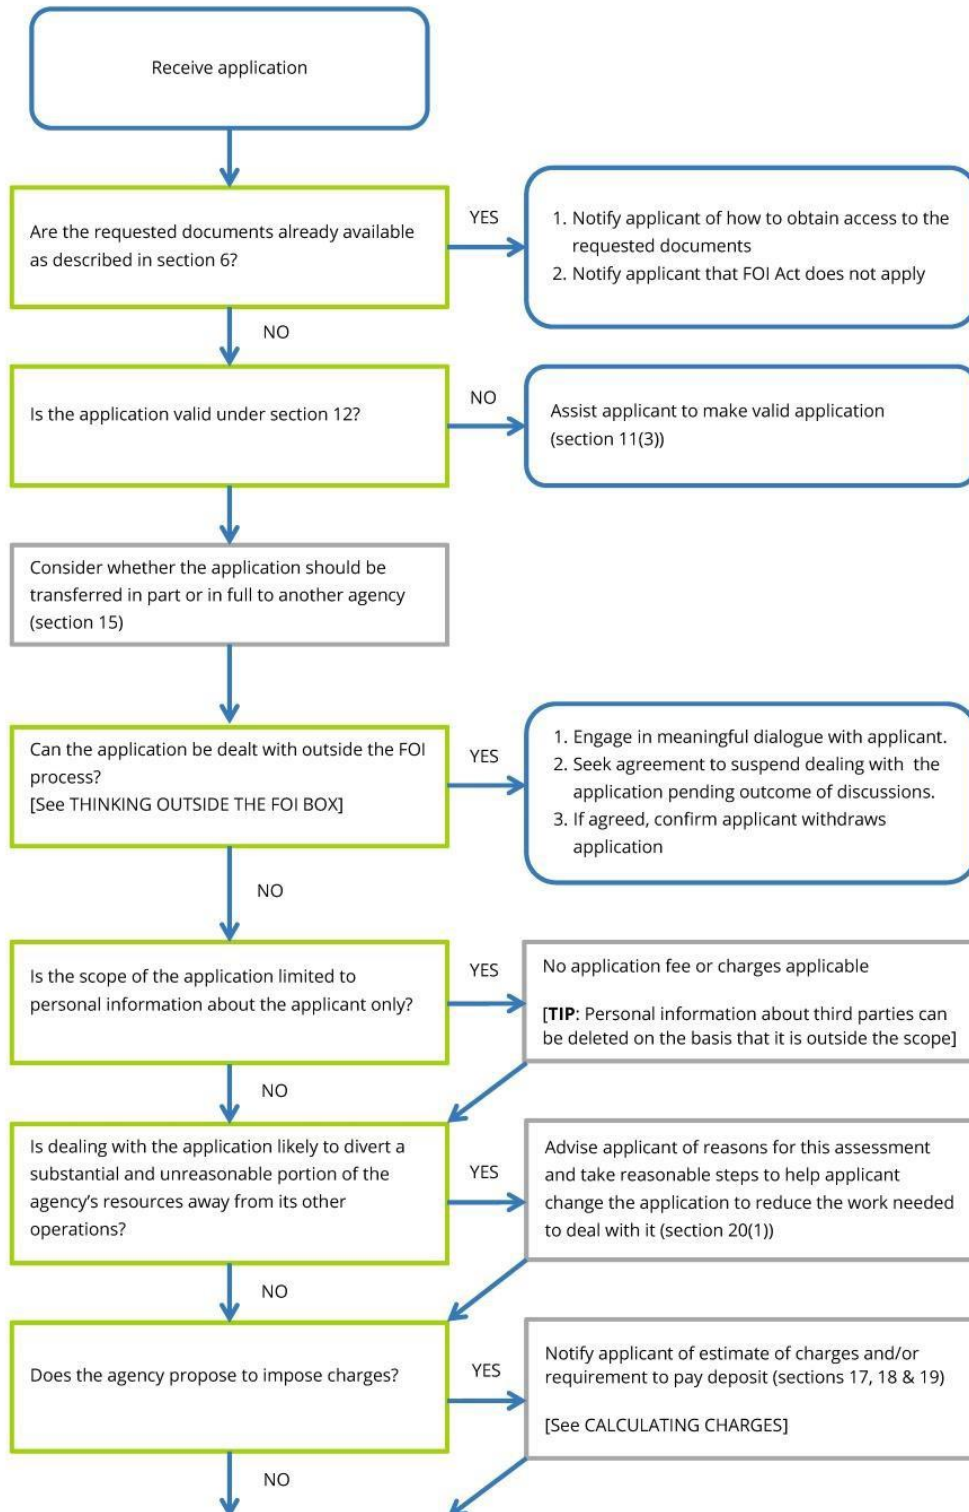 Receive application
Are the requested documents already available
as described in section 6?
YES
1. Notify applicant of how to obtain access to the
requested documents
2. Notify applicant that FOI Act does not apply
NO
Is the application valid under section 12?
NO
Assist applicant to make valid application
(section 11(3))
Consider whether the application should be
transferred in part or in full to another agency
(section 15)
Can the application be dealt with outside the FOI
process?
[See THINKING OUTSIDE THE FOI BOX]
YES
1. Engage in meaningful dialogue with applicant.
2. Seek agreement to suspend dealing with the
application pending outcome of discussions.
3. If agreed, confirm applicant withdraws
application
NO
Is the scope of the application limited to
personal information about the applicant only?
YES
No application fee or charges applicable
[TIP: Personal information about third parties can
be deleted on the basis that it is outside the scope]
NO
Is dealing with the application likely to divert a
substantial and unreasonable portion of the
agency's resources away from its other
operations?
YES
Advise applicant of reasons for this assessment
and take reasonable steps to help applicant
change the application to reduce the work needed
to deal with it (section 20(1))
NO
Does the agency propose to impose charges?
YES
Notify applicant of estimate of charges and/or
requirement to pay deposit (sections 17, 18 & 19)
[See CALCULATING CHARGES]
NO